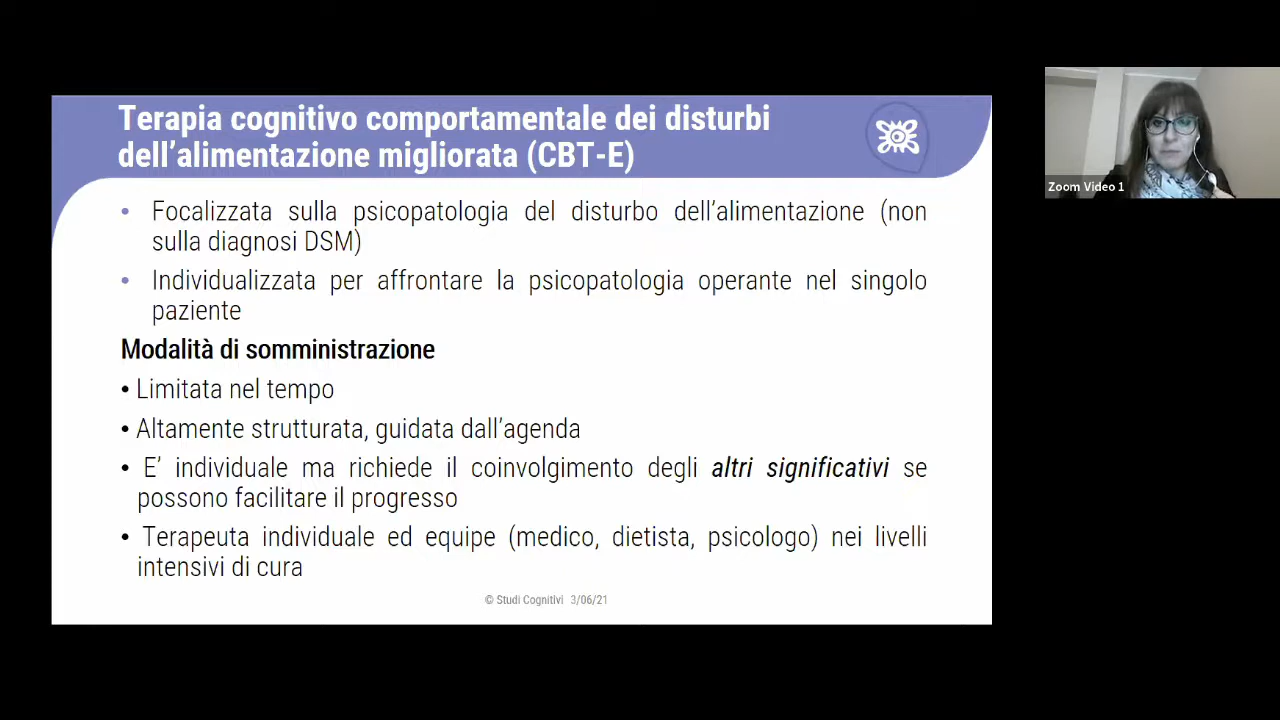 Terapia cognitivo comportamentale dei disturbi
dell'alimentazione migliorata (CBT-E)
• Focalizzata sulla psicopatologia del disturbo dell'alimentazione (non
sulla diagnosi DSM)
• Individualizzata per affrontare la psicopatologia operante nel singolo
paziente
Modalità di somministrazione
• Limitata nel tempo
• Altamente strutturata, guidata dall'agenda
• E' individuale ma richiede il coinvolgimento degli altri significativi se
possono facilitare il progresso
• Terapeuta individuale ed equipe (medico, dietista, psicologo) nei livelli
intensivi di cura
© Studi Cognitivi 3/06/21
Zoom Video 1